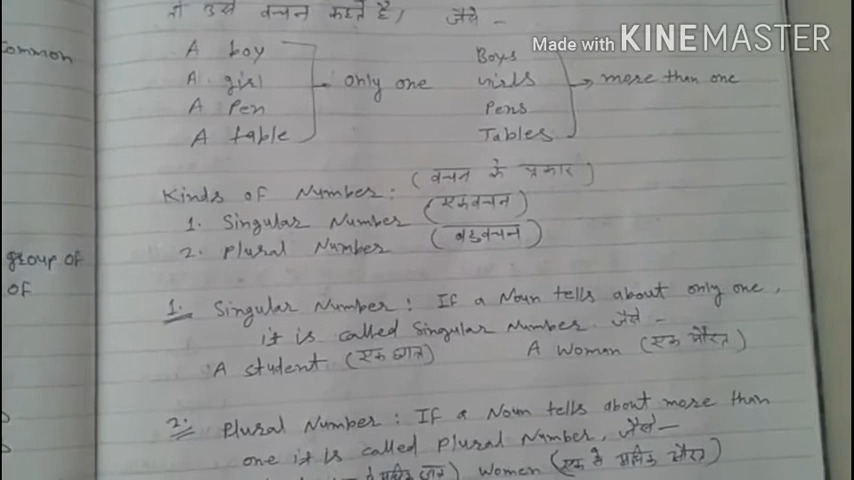 तो उसे वचन कहते है, जैसे -
Common
A boy
A girl
A Pen
A table
only one
Boys
Girls
Pens
Tables
more than one
Made with KINEMASTER
Kinds of Number: (वचन के प्रकार)
1. Singular Number (एकवचन)
2. Plural Number (बहुवचन)
group of
of
1. Singular Number: If a Noun tells about only one,
it is called Singular Number. जैसे -
A student (एक छात्र) A Woman (एक औरत)
2. Plural Number: If a Noun tells about more than
one it is called Plural Number, जैसे -
Women (एक से अधिक औरत)